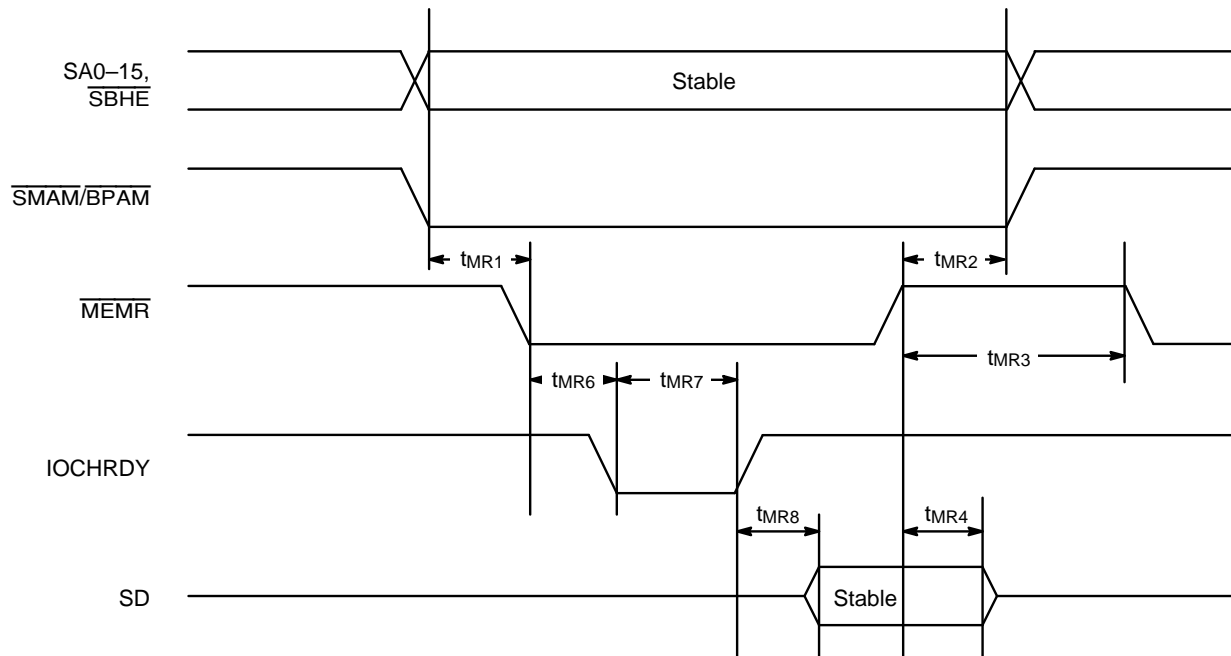 SA0–15,
SBHE
Stable
SMAM/BPAM
tMR1
tMR2
MEMR
tMR3
tMR6
tMR7
IOCHRDY
tMR8
tMR4
SD
Stable